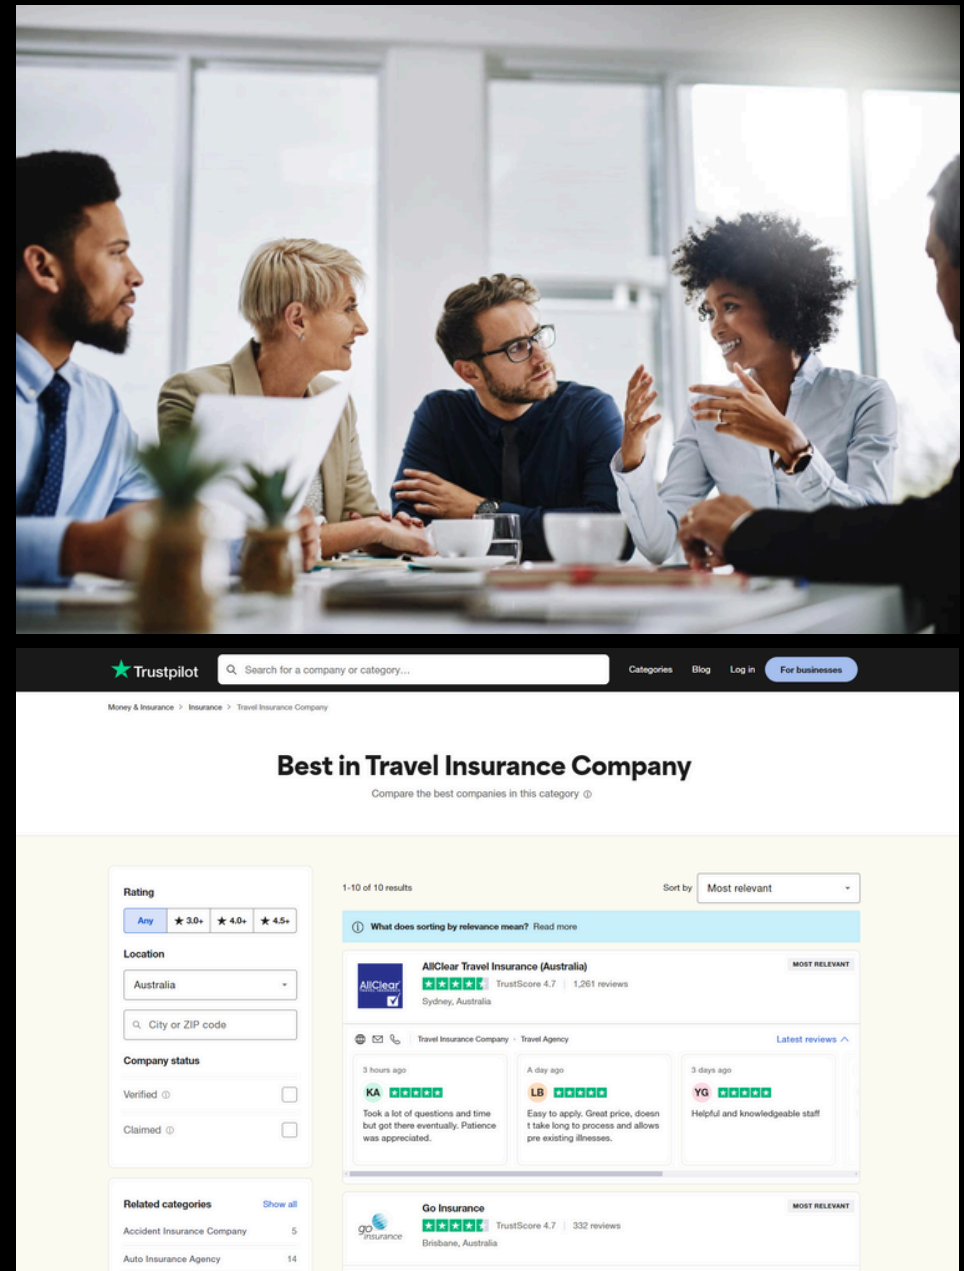 Trustpilot
Search for a company or category...
Categories Blog Log in For businesses
Money & Insurance > Insurance > Travel Insurance Company
Best in Travel Insurance Company
Compare the best companies in this category
Rating
Any ★ 3.0+ ★ 4.0+ ★ 4.5+
Location
Australia
City or ZIP code
Company status
Verified
Claimed
Related categories Show all
Accident Insurance Company 5
Auto Insurance Agency 14
1-10 of 10 results
Sort by Most relevant
What does sorting by relevance mean? Read more
AllClear
TRAVEL INSURANCE
AllClear Travel Insurance (Australia)
MOST RELEVANT
TrustScore 4.7 | 1,261 reviews
Sydney, Australia
Travel Insurance Company · Travel Agency
Latest reviews
3 hours ago
KA
Took a lot of questions and time
but got there eventually. Patience
was appreciated.
A day ago
LB
Easy to apply. Great price, doesn
t take long to process and allows
pre existing illnesses.
3 days ago
YG
Helpful and knowledgeable staff
go
insurance
Go Insurance
MOST RELEVANT
TrustScore 4.7 | 332 reviews
Brisbane, Australia